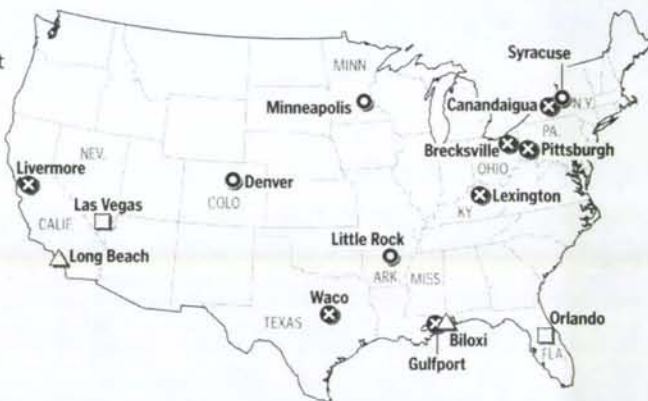 Syracuse
MINN
Minneapolis
Canandaigua
N.Y.
PA.
Brecksville
Pittsburgh
OHIO
NEV.
Livermore
Denver
COLO
Lexington
KY
Las Vegas
CALIF.
Long Beach
Little Rock
ARK.
MISS.
Waco
TEXAS
Orlando
Biloxi
FLA
Gulfport